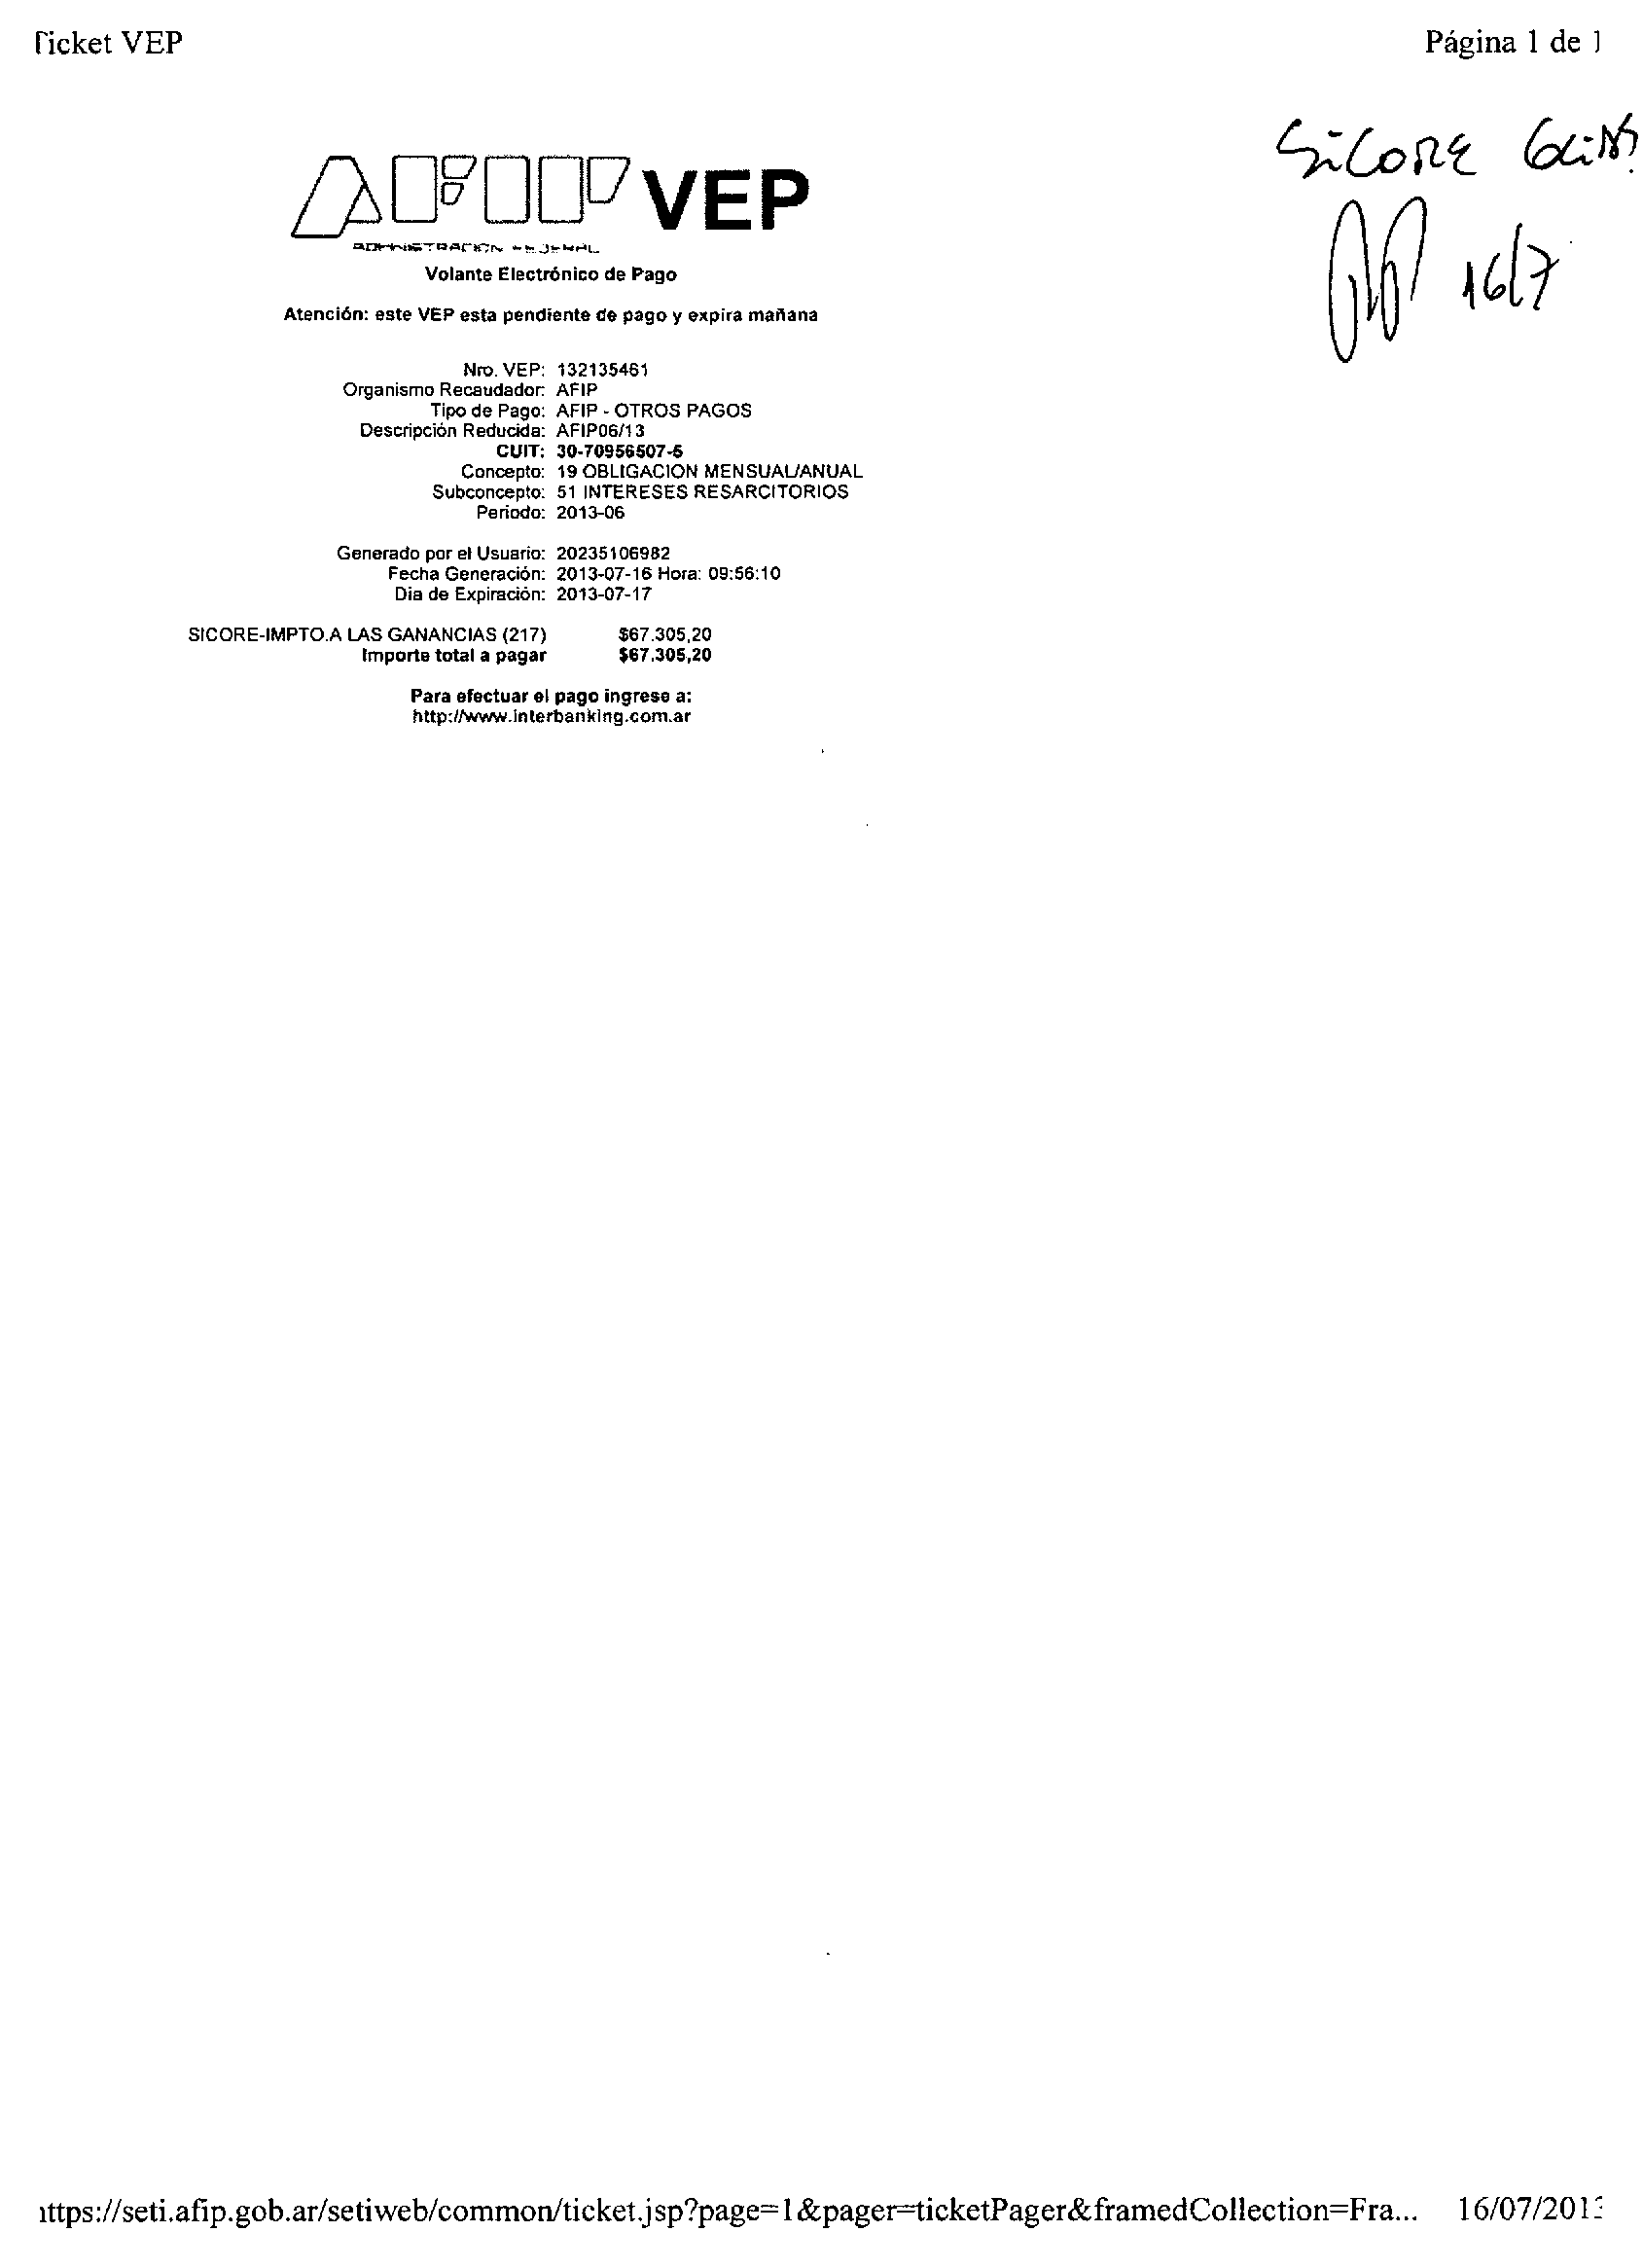 Ticket VEP Página 1 de 1
SICORE
16/7
AFIP VEP
ADMINISTRACION FEDERAL
Volante Electrónico de Pago
Atención: este VEP esta pendiente de pago y expira mañana
Nro. VEP: 132135461
Organismo Recaudador: AFIP
Tipo de Pago: AFIP - OTROS PAGOS
Descripción Reducida: AFIP06/13
CUIT: 30-70956507-5
Concepto: 19 OBLIGACION MENSUAL/ANUAL
Subconcepto: 51 INTERESES RESARCITORIOS
Periodo: 2013-06
Generado por el Usuario: 20235106982
Fecha Generación: 2013-07-16 Hora: 09:56:10
Dia de Expiración: 2013-07-17
SICORE-IMPTO.A LAS GANANCIAS (217) $67.305,20
Importe total a pagar $67.305,20
Para efectuar el pago ingrese a:
http://www.interbanking.com.ar
https://seti.afip.gob.ar/setiweb/common/ticket.jsp?page=1&pager=ticketPager&framedCollection=Fra... 16/07/2013